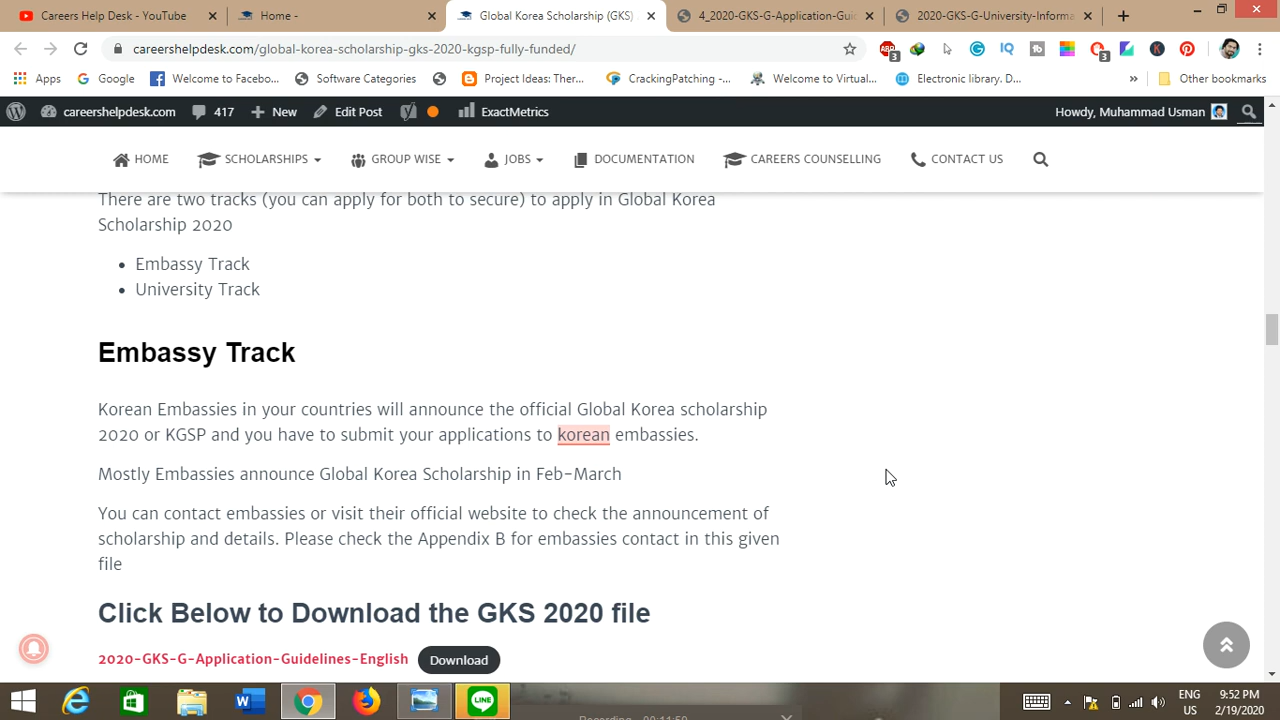 Careers Help Desk - YouTube
Home -
Global Korea Scholarship (GKS)
4_2020-GKS-G-Application-Gui
2020-GKS-G-University-Informa
careershelpdesk.com/global-korea-scholarship-gks-2020-kgsp-fully-funded/
Apps
Google
Welcome to Facebo...
Software Categories
Project Ideas: Ther...
CrackingPatching -...
Welcome to Virtual...
Electronic library. D...
Other bookmarks
careershelpdesk.com
417
New
Edit Post
ExactMetrics
Howdy, Muhammad Usman
HOME
SCHOLARSHIPS
GROUP WISE
JOBS
DOCUMENTATION
CAREERS COUNSELLING
CONTACT US
There are two tracks (you can apply for both to secure) to apply in Global Korea
Scholarship 2020
• Embassy Track
• University Track
Embassy Track
Korean Embassies in your countries will announce the official Global Korea scholarship
2020 or KGSP and you have to submit your applications to korean embassies.
Mostly Embassies announce Global Korea Scholarship in Feb-March
You can contact embassies or visit their official website to check the announcement of
scholarship and details. Please check the Appendix B for embassies contact in this given
file
Click Below to Download the GKS 2020 file
2020-GKS-G-Application-Guidelines-English Download
ENG
US
9:52 PM
2/19/2020